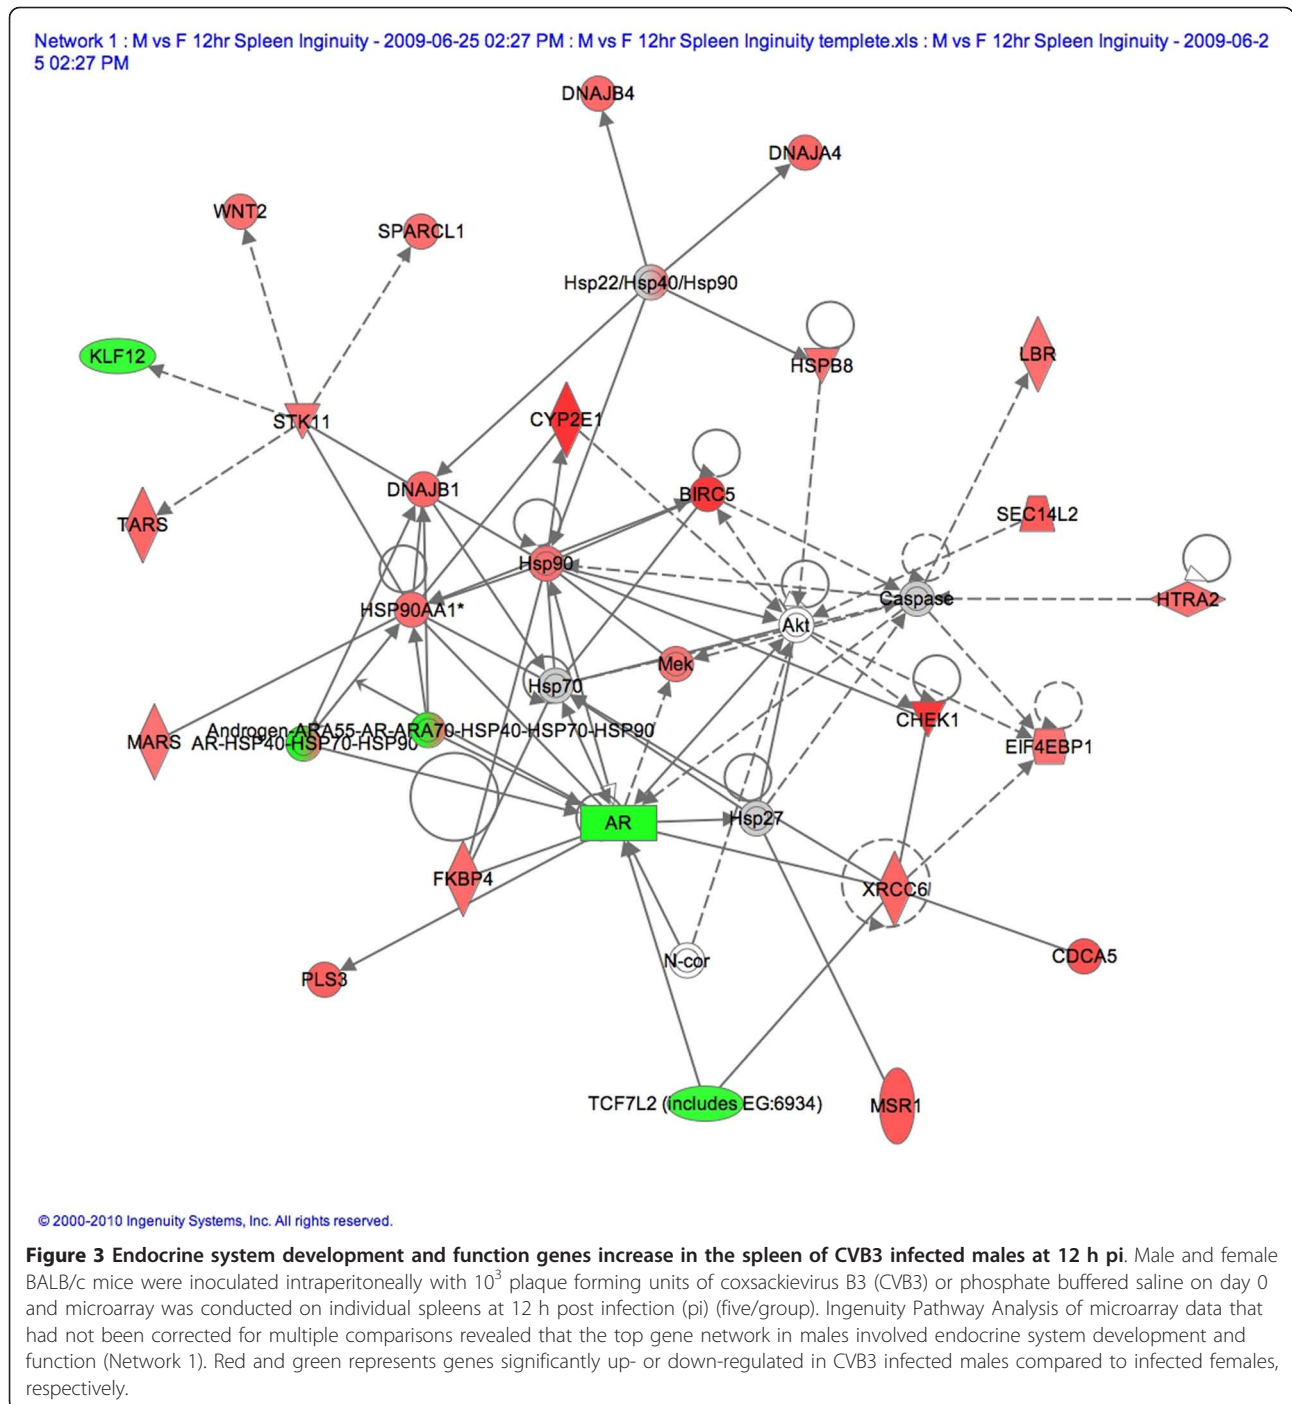 Network 1 : M vs F 12hr Spleen Inginuity - 2009-06-25 02:27 PM : M vs F 12hr Spleen Inginuity templete.xls : M vs F 12hr Spleen Inginuity - 2009-06-2
5 02:27 PM
DNAJB4
DNAJA4
WNT2
SPARCL1
Hsp22/Hsp40/Hsp90
KLF12
HSPB8
LBR
STK11
CYP2E1
DNAJB1
BIRC5
TARS
SEC14L2
Hsp90
HSP90AA1*
Caspase
HTRA2
Akt
Mek
Hsp70
CHEK1
Androgen-ARA55-AR-ARA70-HSP40-HSP70-HSP90
MARS
AR-HSP40-HSP70-HSP90
EIF4EBP1
AR
Hsp27
FKBP4
XRCC6
N-cor
CDCA5
PLS3
TCF7L2 (includes EG:6934)
MSR1
© 2000-2010 Ingenuity Systems, Inc. All rights reserved.
Figure 3 Endocrine system development and function genes increase in the spleen of CVB3 infected males at 12 h pi. Male and female
BALB/c mice were inoculated intraperitoneally with 10³ plaque forming units of coxsackievirus B3 (CVB3) or phosphate buffered saline on day 0
and microarray was conducted on individual spleens at 12 h post infection (pi) (five/group). Ingenuity Pathway Analysis of microarray data that
had not been corrected for multiple comparisons revealed that the top gene network in males involved endocrine system development and
function (Network 1). Red and green represents genes significantly up- or down-regulated in CVB3 infected males compared to infected females,
respectively.